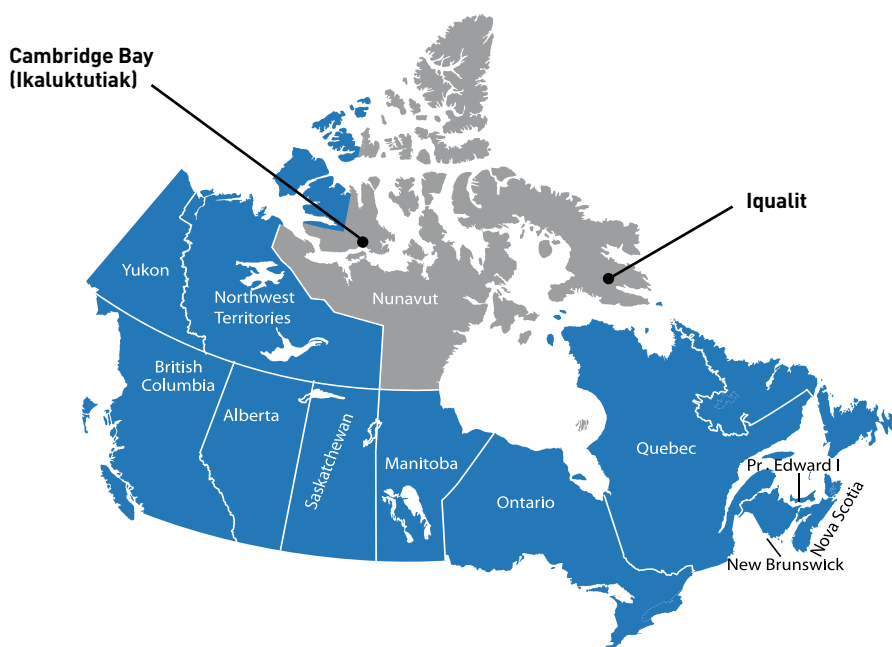 Cambridge Bay
(Ikaluktutiak)
Iqualit
Yukon
Northwest
Territories
Nunavut
British
Columbia
Alberta
Saskatchewan
Manitoba
Ontario
Quebec
Pr. Edward I
Nova Scotia
New Brunswick